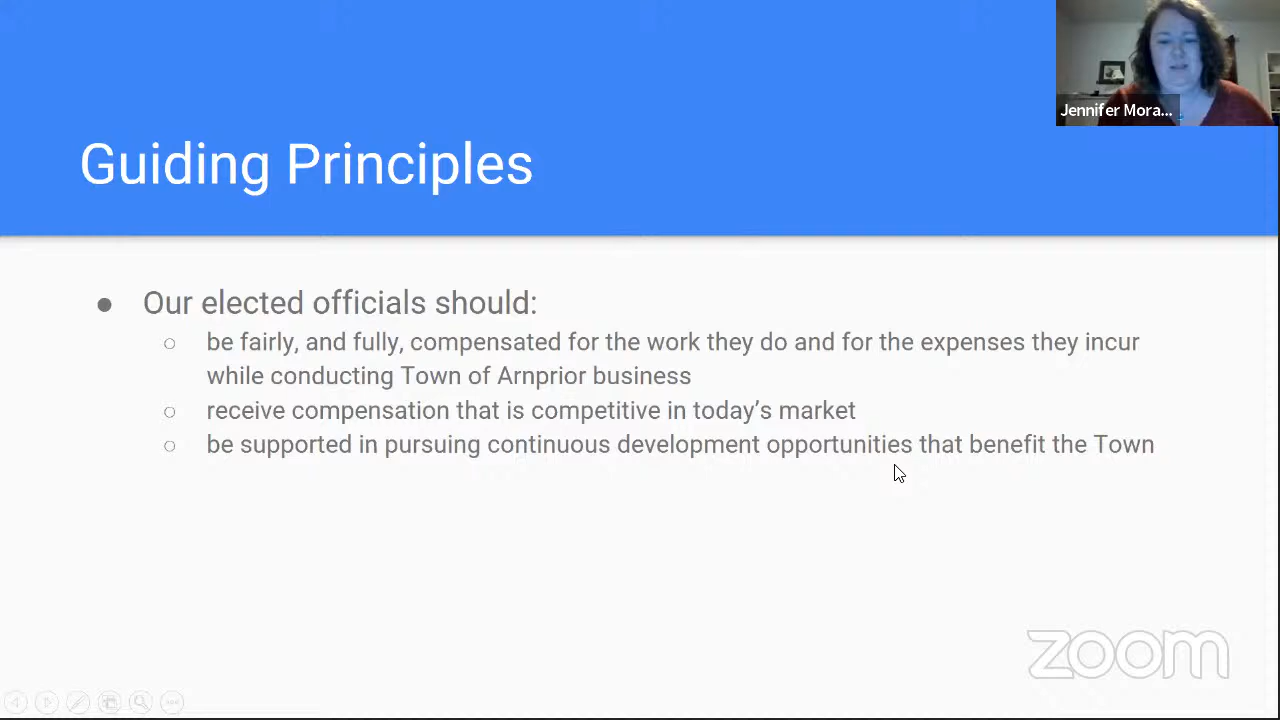 Jennifer Mora...
Guiding Principles
● Our elected officials should:
○ be fairly, and fully, compensated for the work they do and for the expenses they incur
while conducting Town of Arnprior business
○ receive compensation that is competitive in today’s market
○ be supported in pursuing continuous development opportunities that benefit the Town
zoom